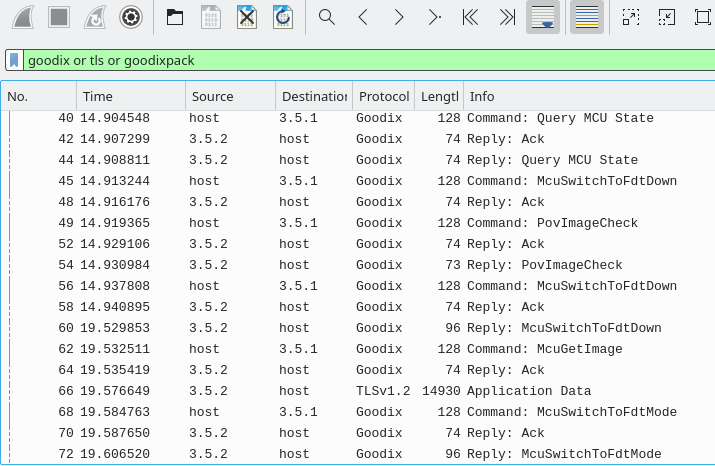 goodix or tls or goodixpack
No. Time Source Destination Protocol Lengtl Info
40 14.904548 host 3.5.1 Goodix 128 Command: Query MCU State
42 14.907299 3.5.2 host Goodix 74 Reply: Ack
44 14.908811 3.5.2 host Goodix 74 Reply: Query MCU State
45 14.913244 host 3.5.1 Goodix 128 Command: McuSwitchToFdtDown
48 14.916176 3.5.2 host Goodix 74 Reply: Ack
49 14.919365 host 3.5.1 Goodix 128 Command: PovImageCheck
52 14.929106 3.5.2 host Goodix 74 Reply: Ack
54 14.930984 3.5.2 host Goodix 73 Reply: PovImageCheck
56 14.937808 host 3.5.1 Goodix 128 Command: McuSwitchToFdtDown
58 14.940895 3.5.2 host Goodix 74 Reply: Ack
60 19.529853 3.5.2 host Goodix 96 Reply: McuSwitchToFdtDown
62 19.532511 host 3.5.1 Goodix 128 Command: McuGetImage
64 19.535419 3.5.2 host Goodix 74 Reply: Ack
66 19.576649 3.5.2 host TLSv1.2 14930 Application Data
68 19.584763 host 3.5.1 Goodix 128 Command: McuSwitchToFdtMode
70 19.587650 3.5.2 host Goodix 74 Reply: Ack
72 19.606520 3.5.2 host Goodix 96 Reply: McuSwitchToFdtMode